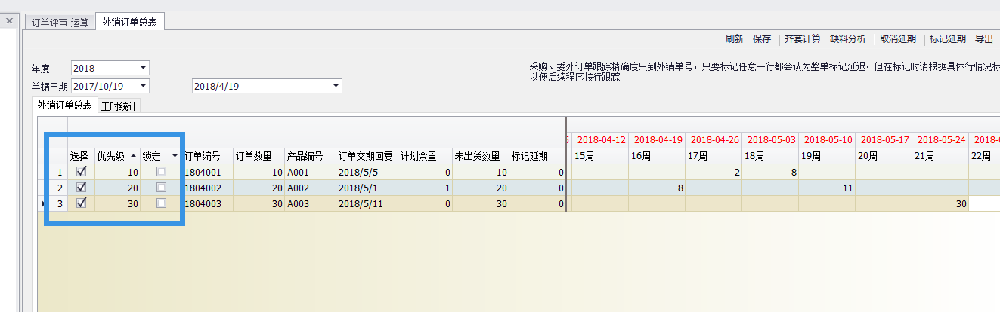 订单评审-运算 外销订单总表
刷新 保存 齐套计算 缺料分析 取消延期 标记延期 导出
年度 2018
采购、委外订单跟踪精确度只到外销单号，只要标记任意一行都会认为整单标记延迟，但在标记时请根据具体行情况标
以便后续程序按行跟踪
单据日期 2017/10/19 ---- 2018/4/19
外销订单总表 工时统计
2018-04-12 2018-04-19 2018-04-26 2018-05-03 2018-05-10 2018-05-17 2018-05-24 2018-0
选择 优先级 锁定 订单编号 订单数量 产品编号 订单交期回复 计划余量 未出货数量 标记延期 15周 16周 17周 18周 19周 20周 21周 22周
1 10 1804001 10 A001 2018/5/5 0 10 0 2 8
2 20 1804002 20 A002 2018/5/1 1 20 0 8 11
3 30 1804003 30 A003 2018/5/11 0 30 0 30